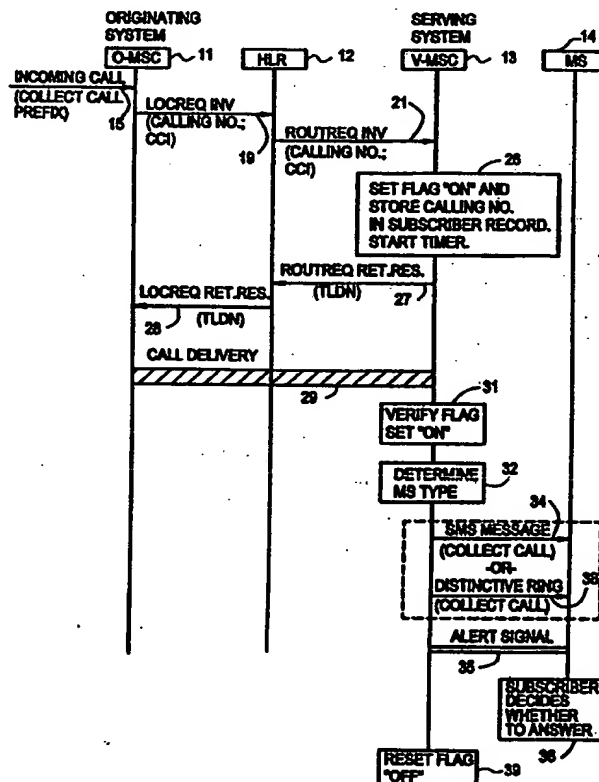 ORIGINATING
SYSTEM
SERVING
SYSTEM
O-MSC 11
HLR 12
V-MSC 13
14
MS
INCOMING CALL
(COLLECT CALL
PREFIX)
15
LOCREQ INV
(CALLING NO.;
CCI)
19
21
ROUTREQ INV
(CALLING NO.;
CCI)
26
SET FLAG "ON" AND
STORE CALLING NO.
IN SUBSCRIBER RECORD.
START TIMER.
ROUTREQ RET.RES.
(TLDN)
27
LOCREQ RET.RES.
(TLDN)
28
CALL DELIVERY
29
31
VERIFY FLAG
SET "ON"
32
DETERMINE
MS TYPE
34
SMS MESSAGE
(COLLECT CALL)
-OR-
DISTINCTIVE RING
(COLLECT CALL)
ALERT SIGNAL
35
SUBSCRIBER
DECIDES
WHETHER
TO ANSWER
36
RESET FLAG
"OFF"
39